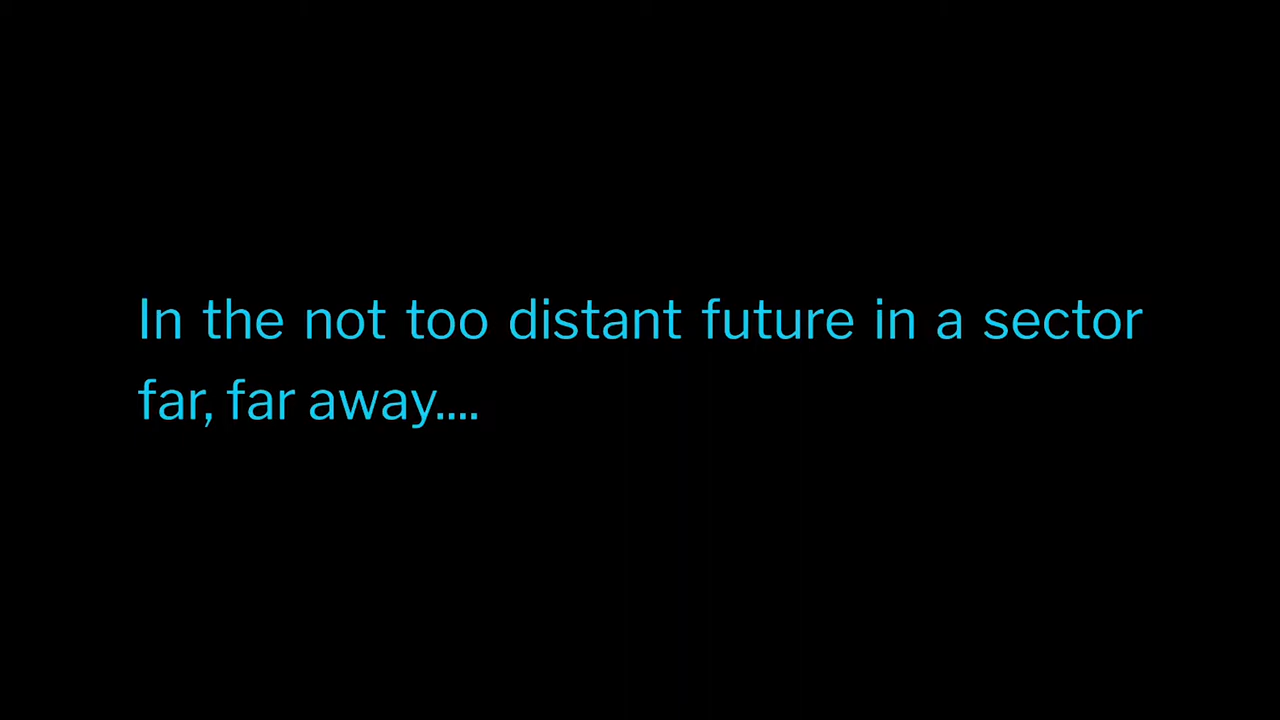 In the not too distant future in a sector
far, far away....